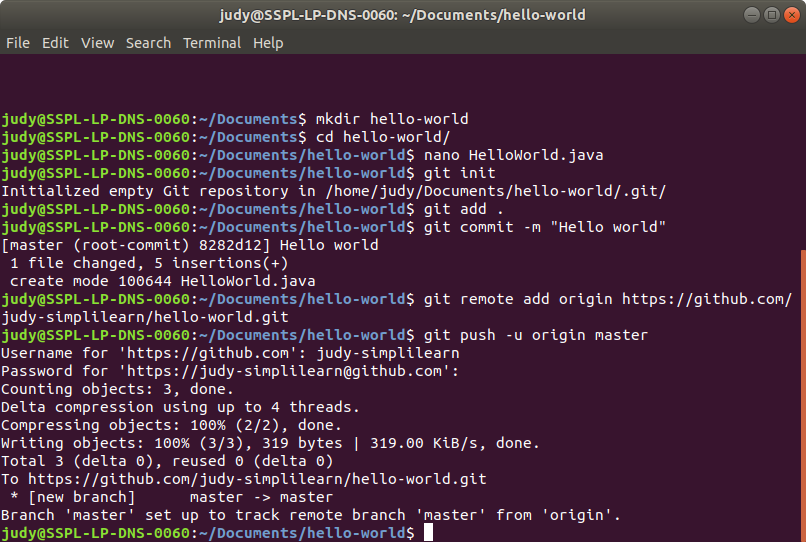 judy@SSPL-LP-DNS-0060: ~/Documents/hello-world
File Edit View Search Terminal Help
judy@SSPL-LP-DNS-0060:~/Documents$ mkdir hello-world
judy@SSPL-LP-DNS-0060:~/Documents$ cd hello-world/
judy@SSPL-LP-DNS-0060:~/Documents/hello-world$ nano HelloWorld.java
judy@SSPL-LP-DNS-0060:~/Documents/hello-world$ git init
Initialized empty Git repository in /home/judy/Documents/hello-world/.git/
judy@SSPL-LP-DNS-0060:~/Documents/hello-world$ git add .
judy@SSPL-LP-DNS-0060:~/Documents/hello-world$ git commit -m "Hello world"
[master (root-commit) 8282d12] Hello world
 1 file changed, 5 insertions(+)
 create mode 100644 HelloWorld.java
judy@SSPL-LP-DNS-0060:~/Documents/hello-world$ git remote add origin https://github.com/
judy-simplilearn/hello-world.git
judy@SSPL-LP-DNS-0060:~/Documents/hello-world$ git push -u origin master
Username for 'https://github.com': judy-simplilearn
Password for 'https://judy-simplilearn@github.com':
Counting objects: 3, done.
Delta compression using up to 4 threads.
Compressing objects: 100% (2/2), done.
Writing objects: 100% (3/3), 319 bytes | 319.00 KiB/s, done.
Total 3 (delta 0), reused 0 (delta 0)
To https://github.com/judy-simplilearn/hello-world.git
 * [new branch]      master -> master
Branch 'master' set up to track remote branch 'master' from 'origin'.
judy@SSPL-LP-DNS-0060:~/Documents/hello-world$